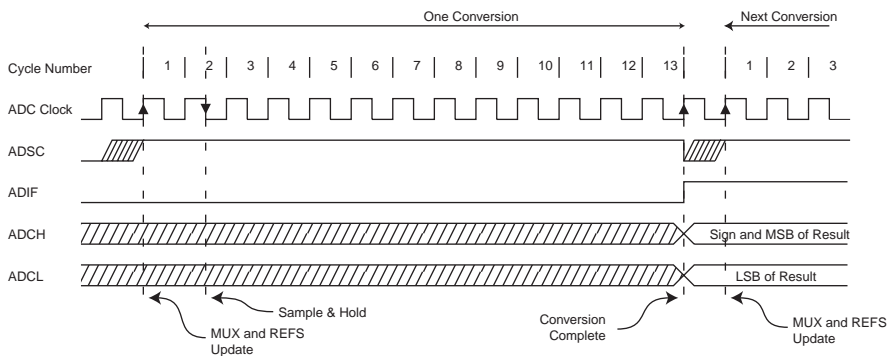 One Conversion
Next Conversion
Cycle Number
1 2 3 4 5 6 7 8 9 10 11 12 13 1 2 3
ADC Clock
ADSC
ADIF
ADCH
Sign and MSB of Result
ADCL
LSB of Result
MUX and REFS
Update
Sample & Hold
Conversion
Complete
MUX and REFS
Update